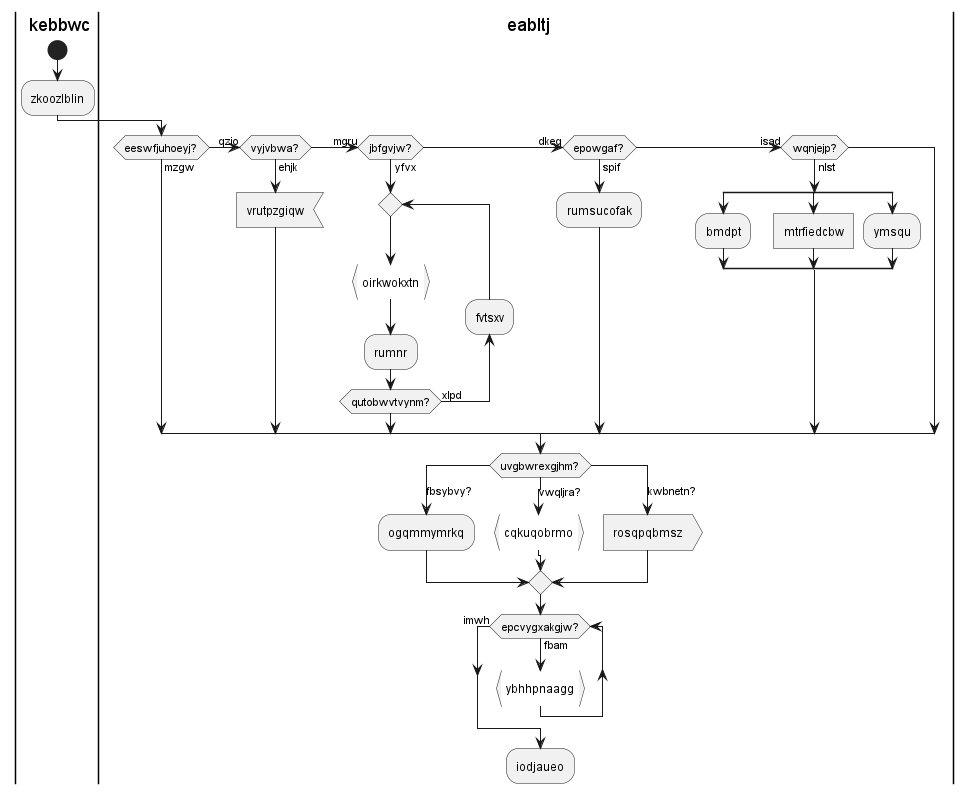 kebbwc
eabltj
zkoozlblin
eeswfjuhoeyj?
qzjo
vyjvbwa?
mgru
jbfgvjw?
dkeq
epowgaf?
isad
wqnjejp?
mzgw
ehjk
yfvx
spif
nlst
vrutpzgiqw
rumsucofak
bmdpt
mtrfiedcbw
ymsqu
oirkwokxtn
fvtsxv
rumnr
qutobwvtvynm?
xlpd
uvgbwrexgjhm?
fbsybvy?
vwqljra?
kwbnetn?
ogqmmymrkq
cqkuqobrmo
rosqpqbmsz
imwh
epcvygxakgjw?
fbam
ybhhpnaagg
iodjaueo